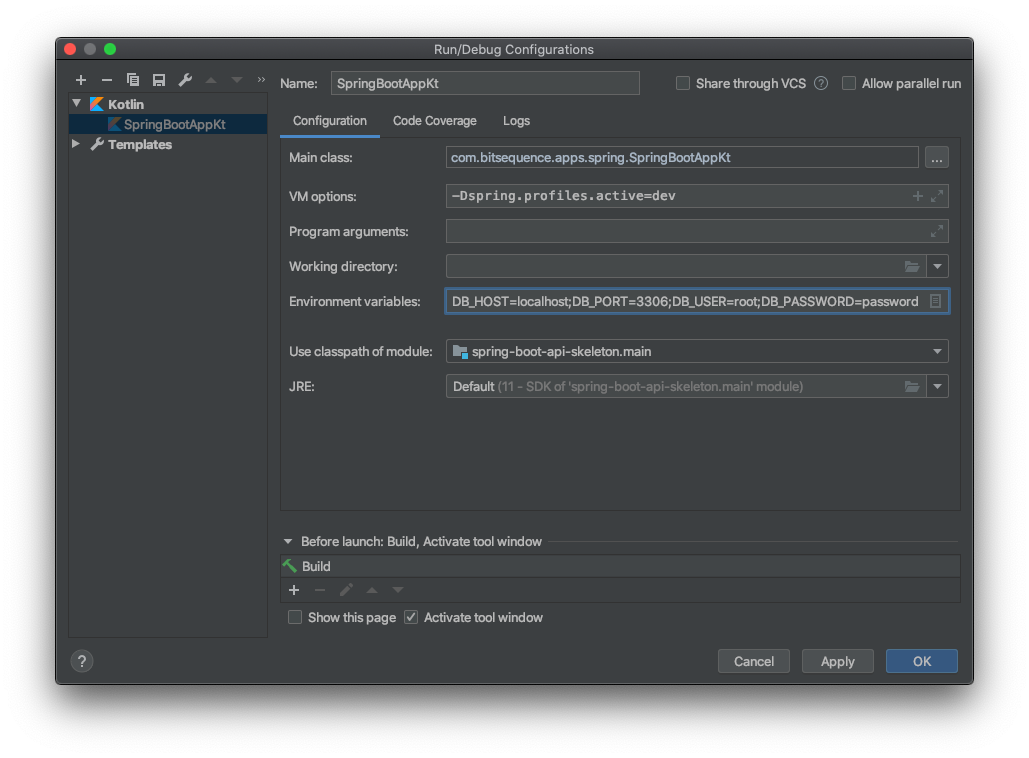 Run/Debug Configurations
Name: SpringBootAppKt Share through VCS ? Allow parallel run
Kotlin
SpringBootAppKt
Templates
Configuration Code Coverage Logs
Main class: com.bitsequence.apps.spring.SpringBootAppKt ...
VM options: -Dspring.profiles.active=dev
Program arguments:
Working directory:
Environment variables: DB_HOST=localhost;DB_PORT=3306;DB_USER=root;DB_PASSWORD=password
Use classpath of module: spring-boot-api-skeleton.main
JRE: Default (11 - SDK of 'spring-boot-api-skeleton.main' module)
Before launch: Build, Activate tool window
Build
Show this page Activate tool window
? Cancel Apply OK